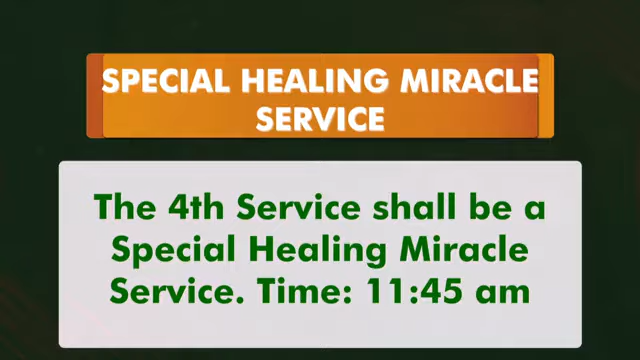 SPECIAL HEALING MIRACLE
SERVICE
The 4th Service shall be a
Special Healing Miracle
Service. Time: 11:45 am